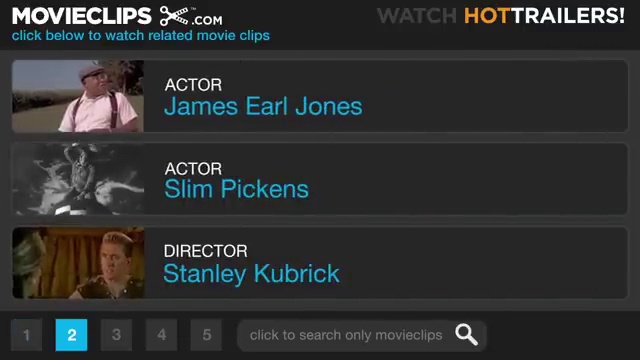 MOVIECLIPS .COM™
WATCH HOTTRAILERS!
click below to watch related movie clips
ACTOR
James Earl Jones
ACTOR
Slim Pickens
DIRECTOR
Stanley Kubrick
1 2 3 4 5 click to search only movieclips